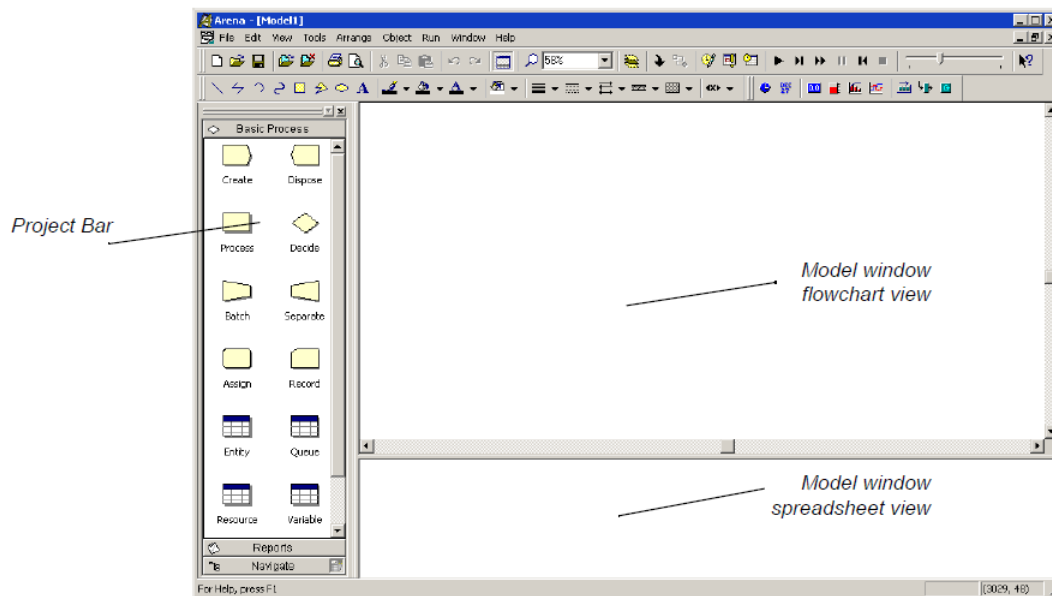 Arena - [Model1]
File Edit View Tools Arrange Object Run Window Help
58%
A A
Basic Process
Create Dispose
Project Bar
Process Decide
Model window
flowchart view
Batch Separate
Assign Record
Entity Queue
Model window
spreadsheet view
Resource Variable
Reports
Navigate
For Help, press F1 (3029, 46)